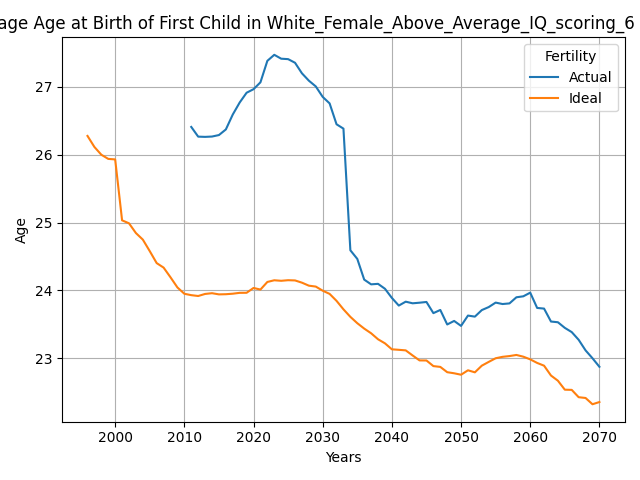 age Age at Birth of First Child in White_Female_Above_Average_IQ_scoring_6
Fertility
Actual
Ideal
27
26
25
24
23
Age
2000
2010
2020
2030
2040
2050
2060
2070
Years